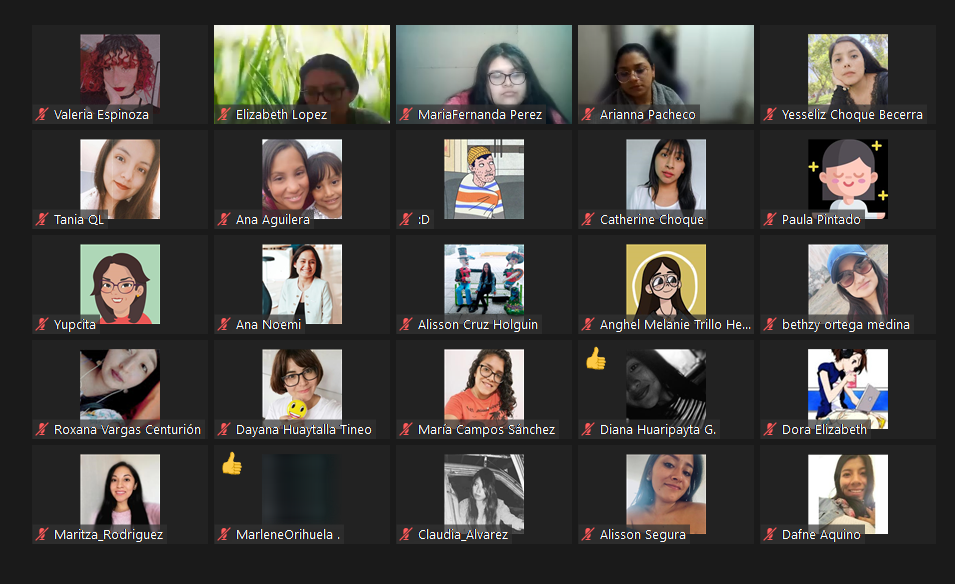 Valeria Espinoza
Elizabeth Lopez
MariaFernanda Perez
Arianna Pacheco
Yesseliz Choque Becerra
Tania QL
Ana Aguilera
:D
Catherine Choque
Paula Pintado
Yupcita
Ana Noemi
Alisson Cruz Holguin
Anghel Melanie Trillo He...
bethzy ortega medina
Roxana Vargas Centurión
Dayana Huaytalla Tineo
María Campos Sánchez
Diana Huaripayta G.
Dora Elizabeth
Maritza_Rodriguez
MarleneOrihuela .
Claudia_Alvarez
Alisson Segura
Dafne Aquino